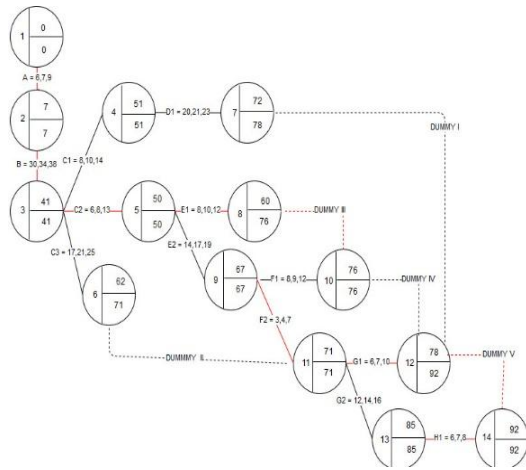 1 0
0
A = 6,7,9
2 7
7
B = 30,34,38
3 41
41
C1 = 8,10,14
4 51
51
D1 = 20,21,23
7 72
78
DUMMY I
C2 = 6,8,13
5 50
50
E1 = 8,10,12
8 60
76
DUMMY III
E2 = 14,17,19
C3 = 17,21,25
6 62
71
DUMMMY II
9 67
67
F1 = 8,9,12
10 76
76
DUMMY IV
F2 = 3,4,7
11 71
71
G1 = 6,7,10
12 78
92
DUMMY V
G2 = 12,14,16
13 85
85
H1 = 6,7,8
14 92
92